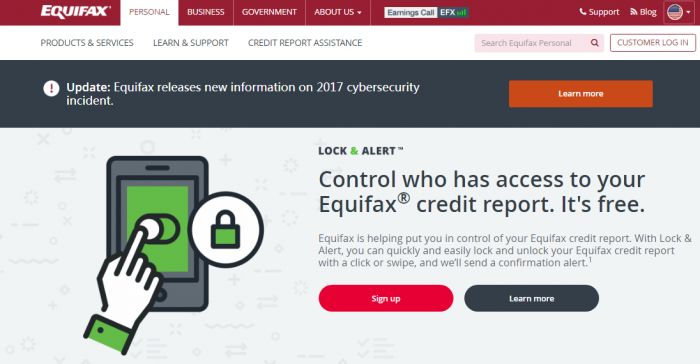 EQUIFAX® PERSONAL BUSINESS GOVERNMENT ABOUT US Earnings Call EFX Support Blog
PRODUCTS & SERVICES LEARN & SUPPORT CREDIT REPORT ASSISTANCE Search Equifax Personal CUSTOMER LOG IN
Update: Equifax releases new information on 2017 cybersecurity
incident.
Learn more
LOCK & ALERT™
Control who has access to your
Equifax® credit report. It's free.
Equifax is helping put you in control of your Equifax credit report. With Lock &
Alert, you can quickly and easily lock and unlock your Equifax credit report
with a click or swipe, and we'll send a confirmation alert.1
Sign up Learn more